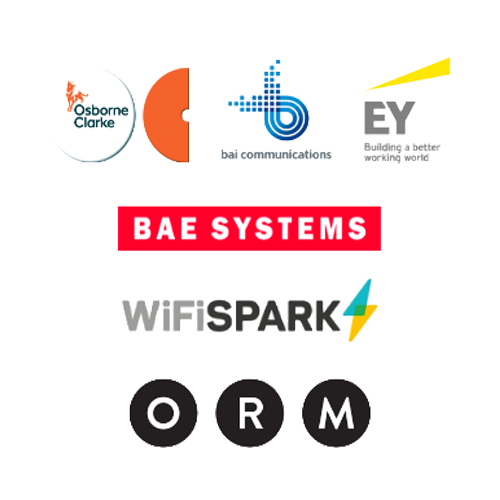 Osborne
Clarke
bai communications
EY
Building a better
working world
BAE SYSTEMS
WiFiSPARK
O R M